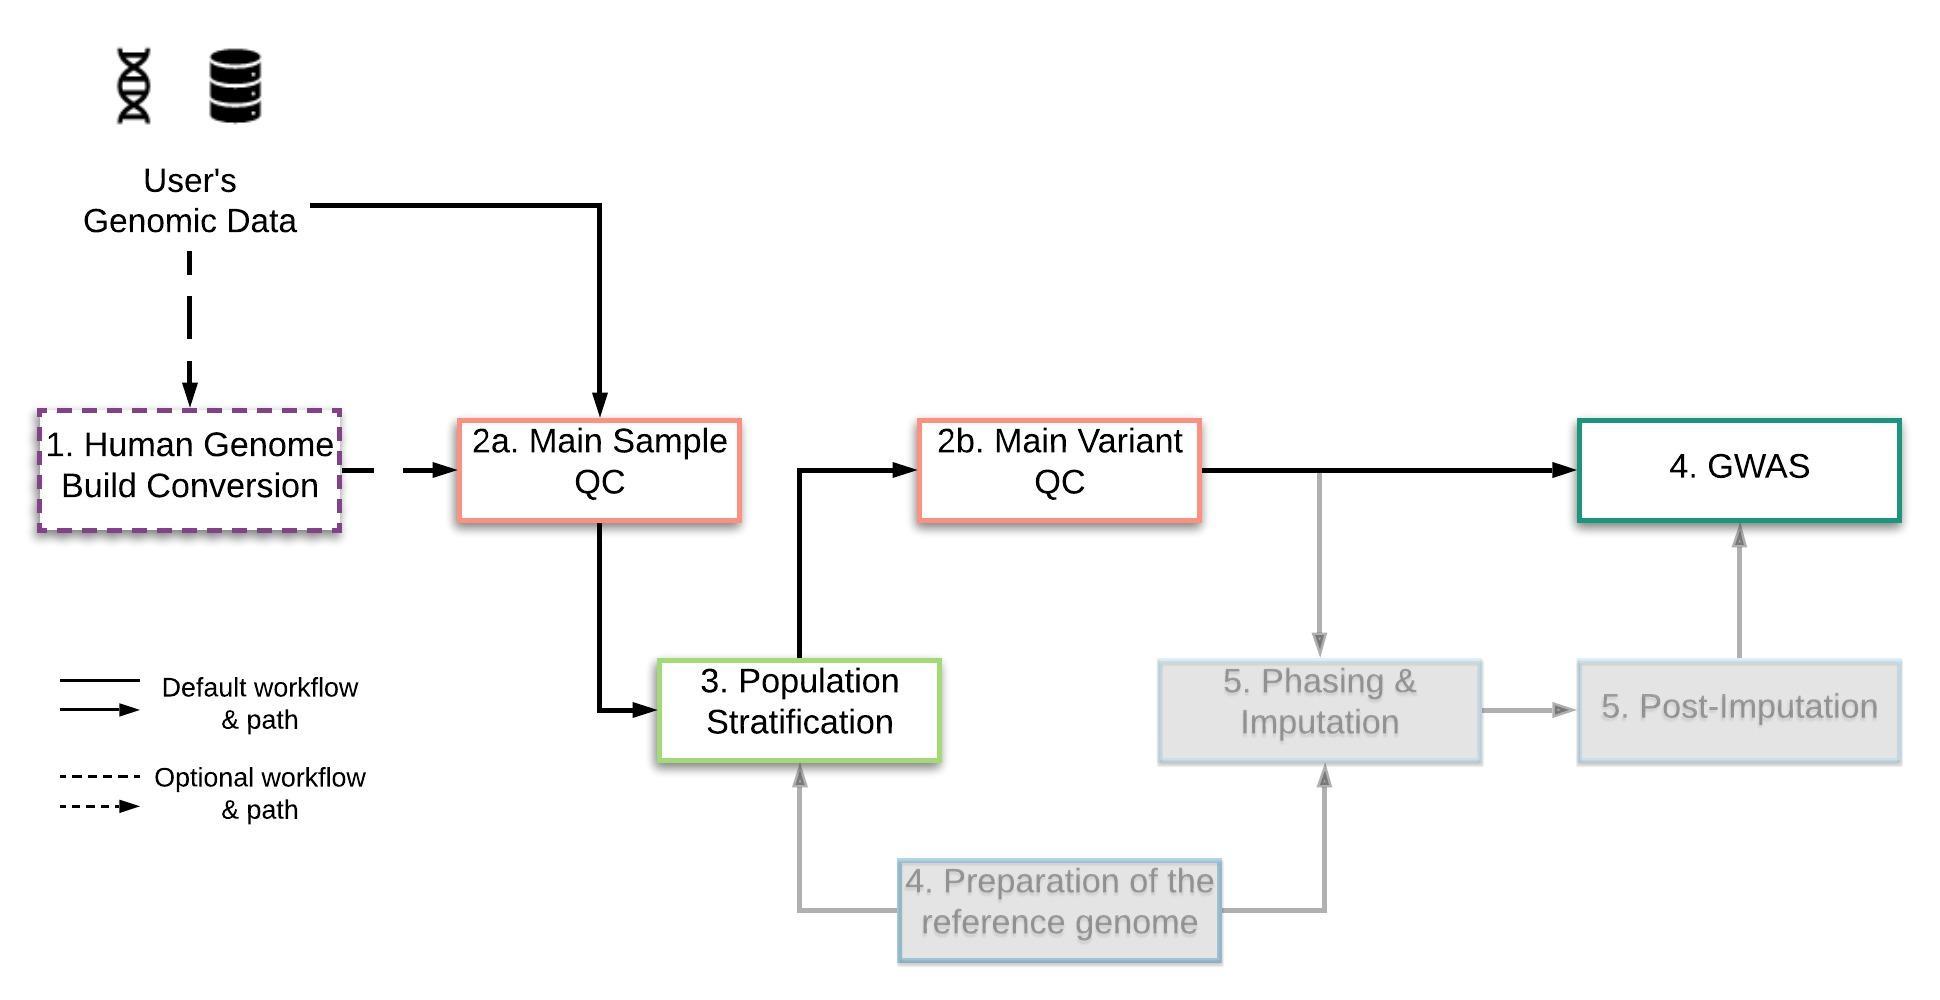 User's
Genomic Data
1. Human Genome
Build Conversion
2a. Main Sample
QC
2b. Main Variant
QC
4. GWAS
3. Population
Stratification
5. Phasing &
Imputation
5. Post-Imputation
Default workflow
& path
Optional workflow
& path
4. Preparation of the
reference genome